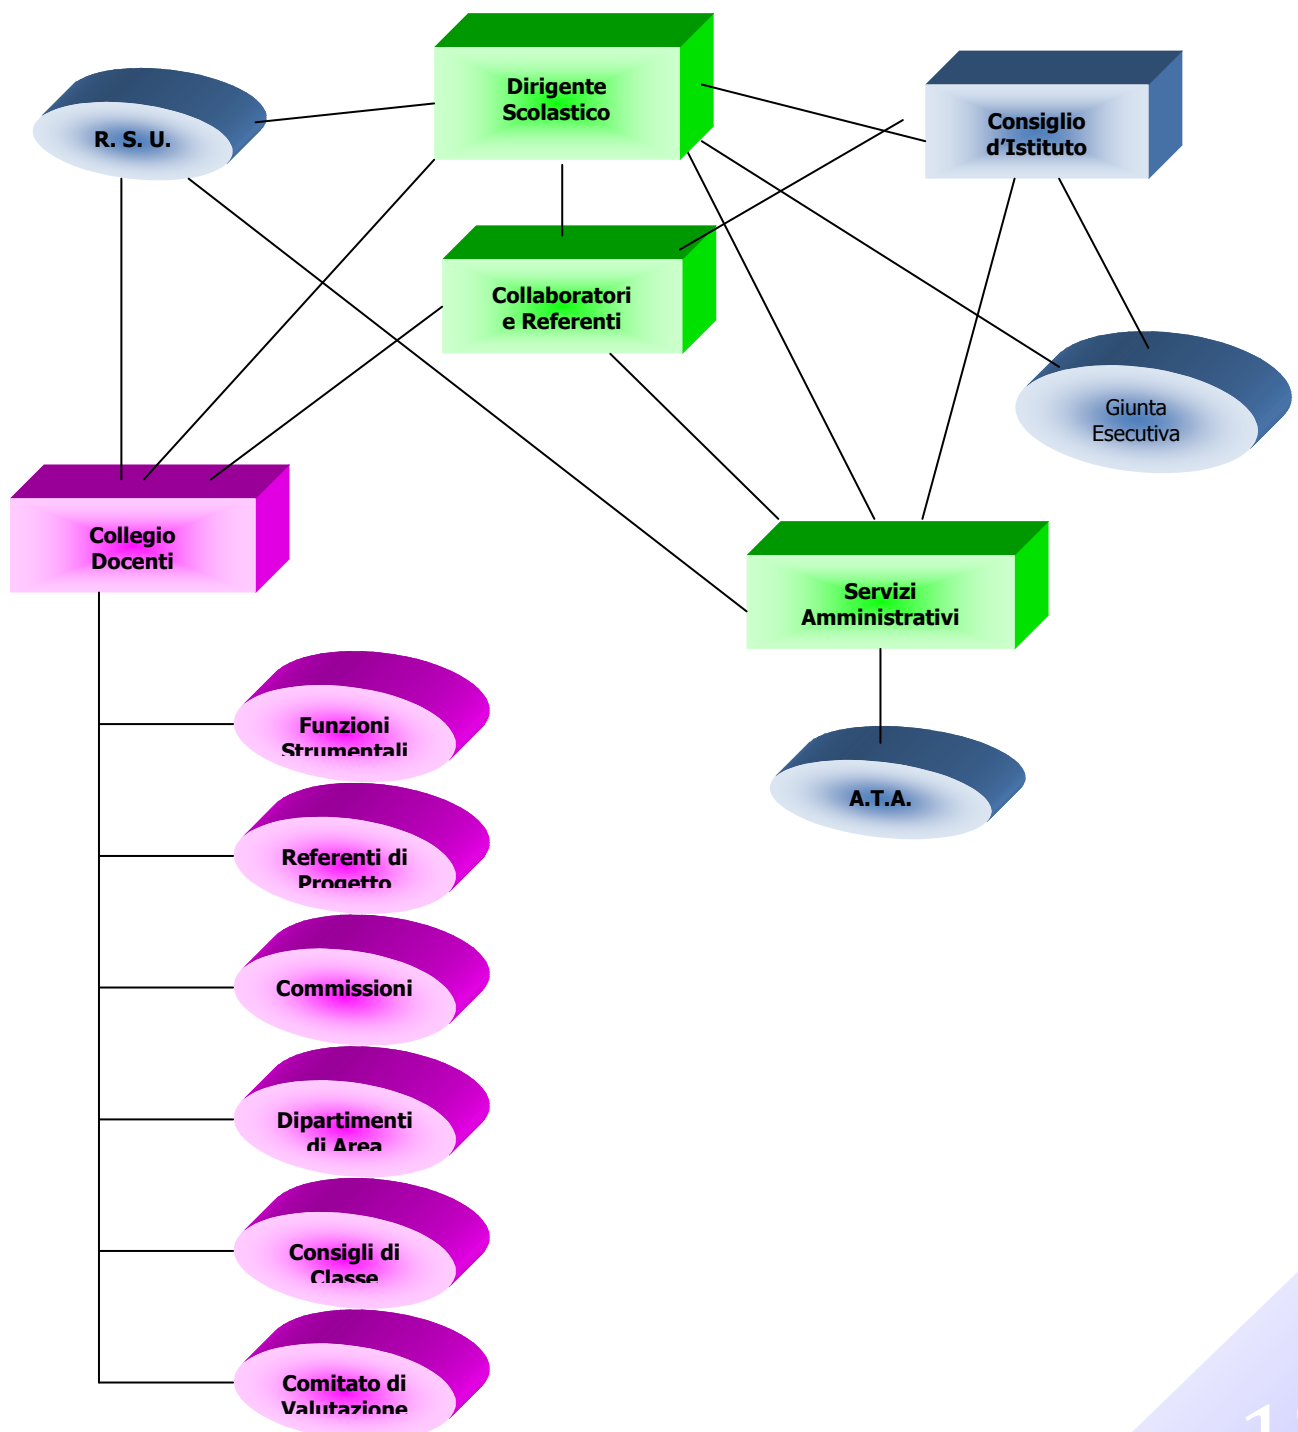 Dirigente
Scolastico
R. S. U.
Consiglio
d’Istituto
Collaboratori
e Referenti
Giunta
Esecutiva
Collegio
Docenti
Servizi
Amministrativi
Funzioni
Strumentali
A.T.A.
Referenti di
Progetto
Commissioni
Dipartimenti
di Area
Consigli di
Classe
Comitato di
Valutazione